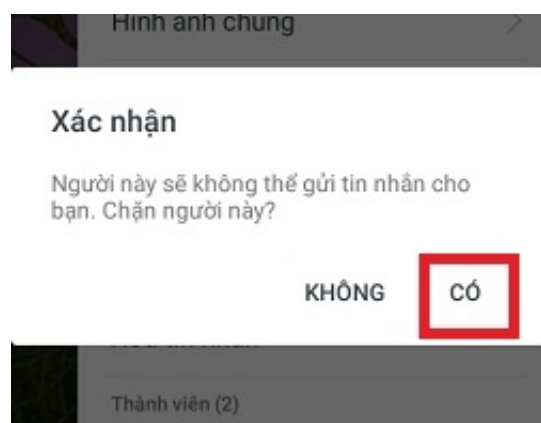 Hình ảnh chung
Xác nhận
Người này sẽ không thể gửi tin nhắn cho
bạn. Chặn người này?
KHÔNG CÓ
Thành viên (2)